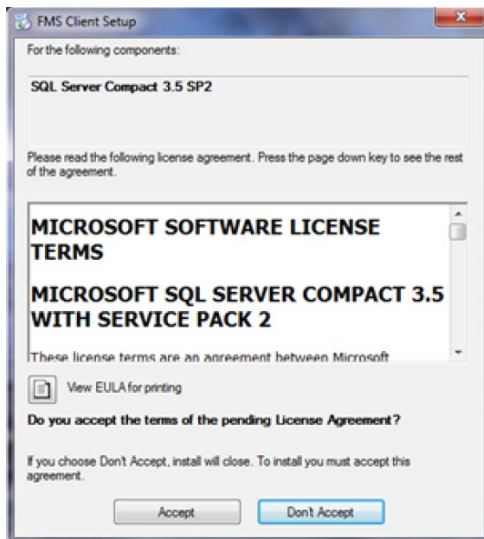 FMS Client Setup
For the following components:
SQL Server Compact 3.5 SP2
Please read the following license agreement. Press the page down key to see the rest
of the agreement.
MICROSOFT SOFTWARE LICENSE
TERMS
MICROSOFT SQL SERVER COMPACT 3.5
WITH SERVICE PACK 2
These license terms are an agreement between Microsoft
View EULA for printing
Do you accept the terms of the pending License Agreement?
If you choose Don't Accept, install will close. To install you must accept this
agreement.
Accept
Don't Accept